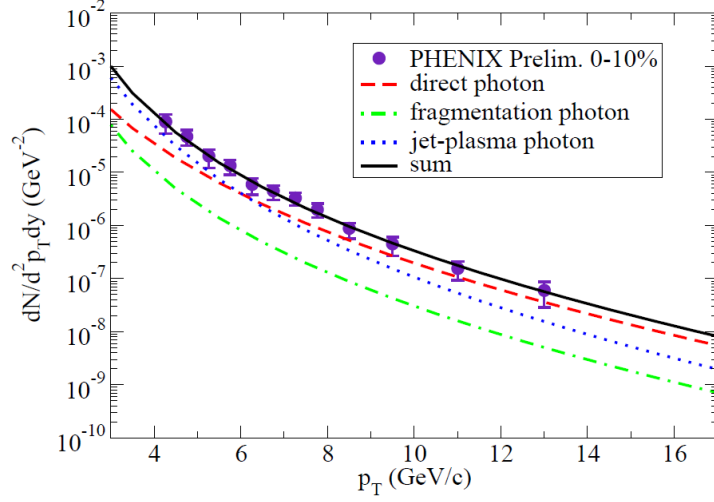 10^-2
10^-3
10^-4
10^-5
10^-6
10^-7
10^-8
10^-9
10^-10
dN/d^2p_Tdy (GeV^-2)
PHENIX Prelim. 0-10%
direct photon
fragmentation photon
jet-plasma photon
sum
4 6 8 10 12 14 16
p_T (GeV/c)